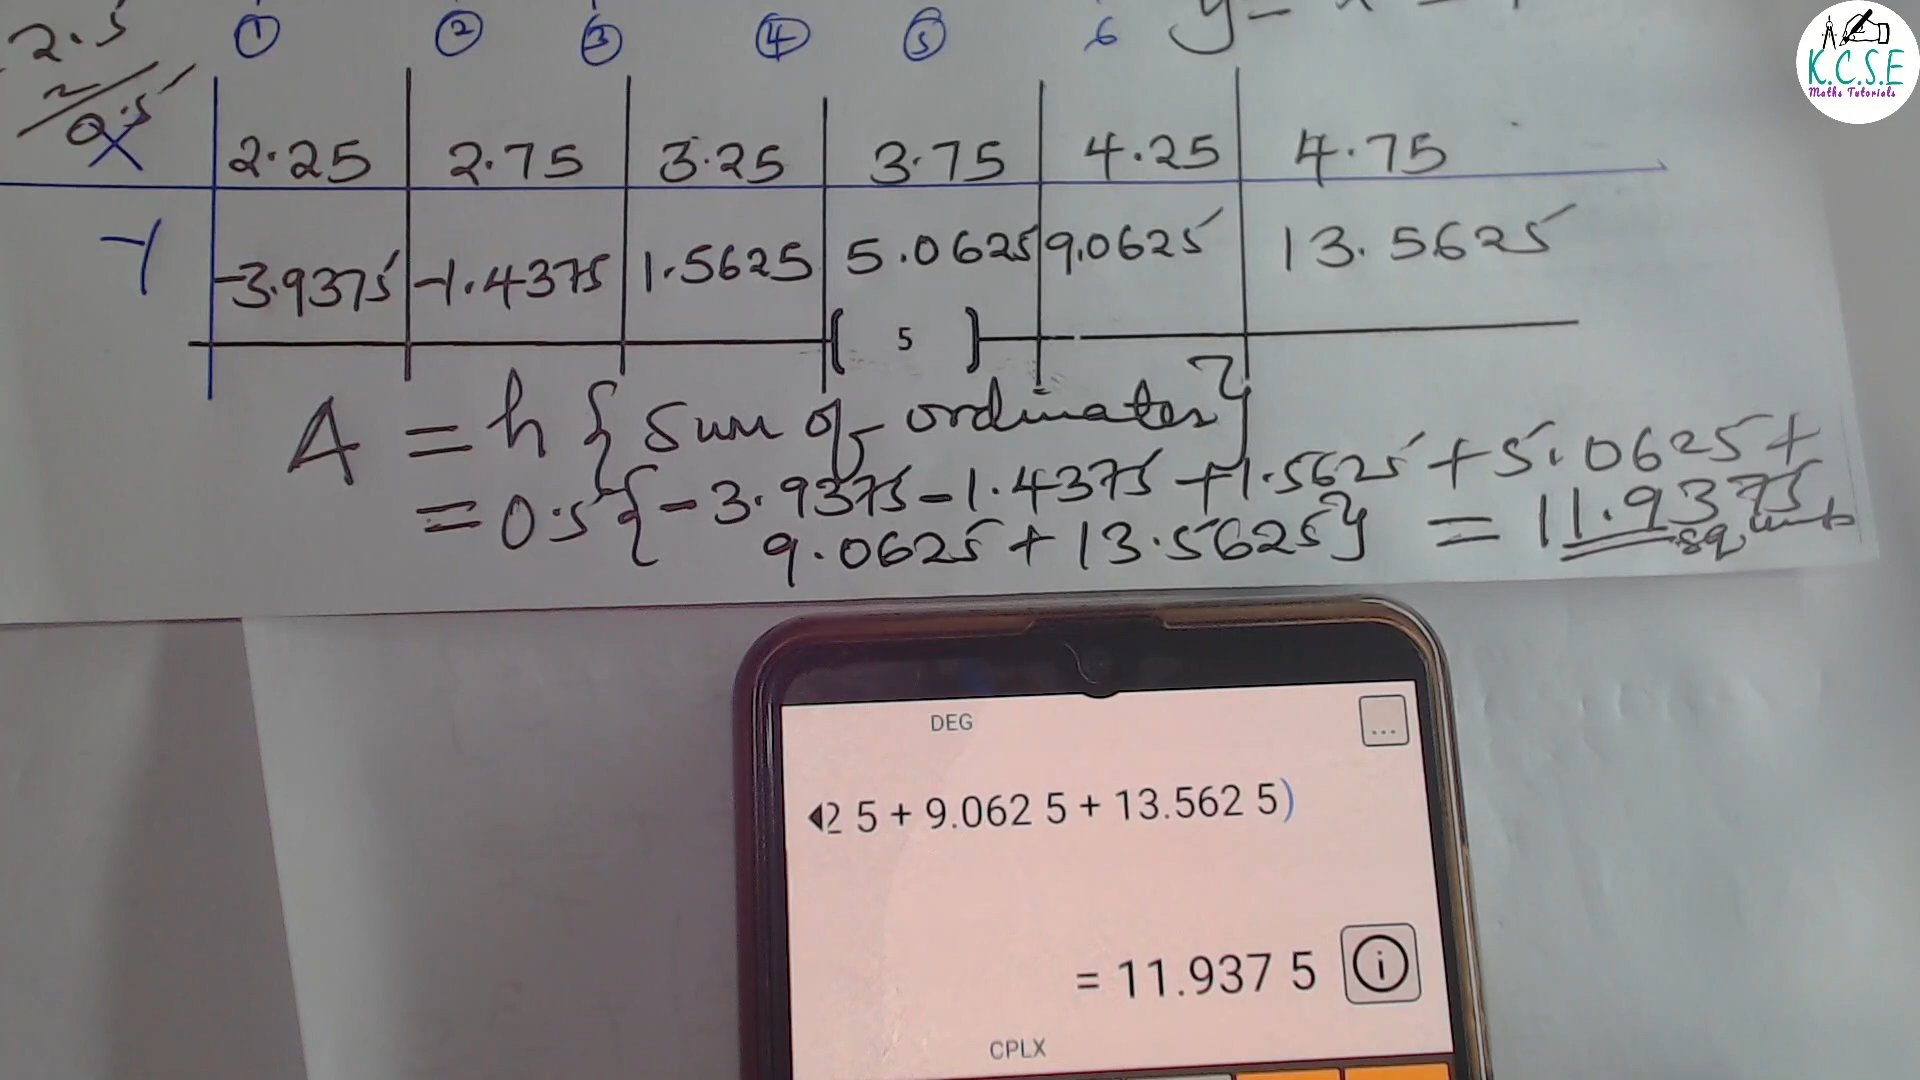 2.5
① ② ③ ④ ⑤ 6 y = x
2
0.5
X 2.25 2.75 3.25 3.75 4.25 4.75
Y -3.9375 -1.4375 1.5625 5.0625 9.0625 13.5625
{ 5 }
A = h { Sum of ordinates }
= 0.5 { -3.9375 - 1.4375 + 1.5625 + 5.0625 +
9.0625 + 13.5625 } = 11.9375
sq units
K.C.S.E
Maths Tutorials
DEG
...
2 5 + 9.062 5 + 13.562 5)
= 11.937 5 i
CPLX